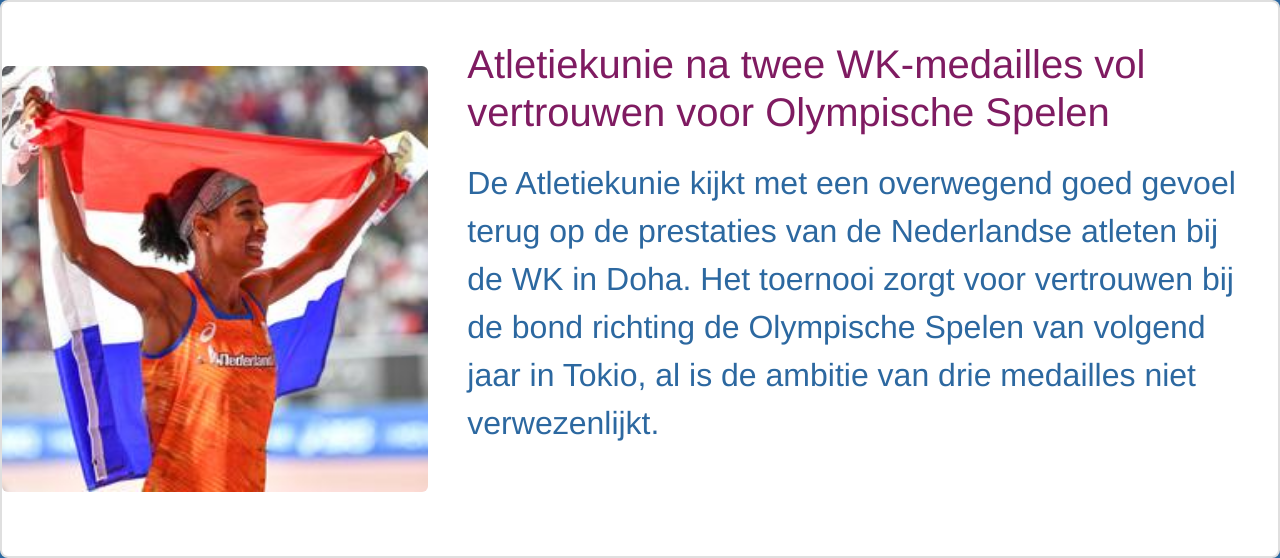 Atletiekunie na twee WK-medailles vol
vertrouwen voor Olympische Spelen
De Atletiekunie kijkt met een overwegend goed gevoel
terug op de prestaties van de Nederlandse atleten bij
de WK in Doha. Het toernooi zorgt voor vertrouwen bij
de bond richting de Olympische Spelen van volgend
jaar in Tokio, al is de ambitie van drie medailles niet
verwezenlijkt.
Nederland